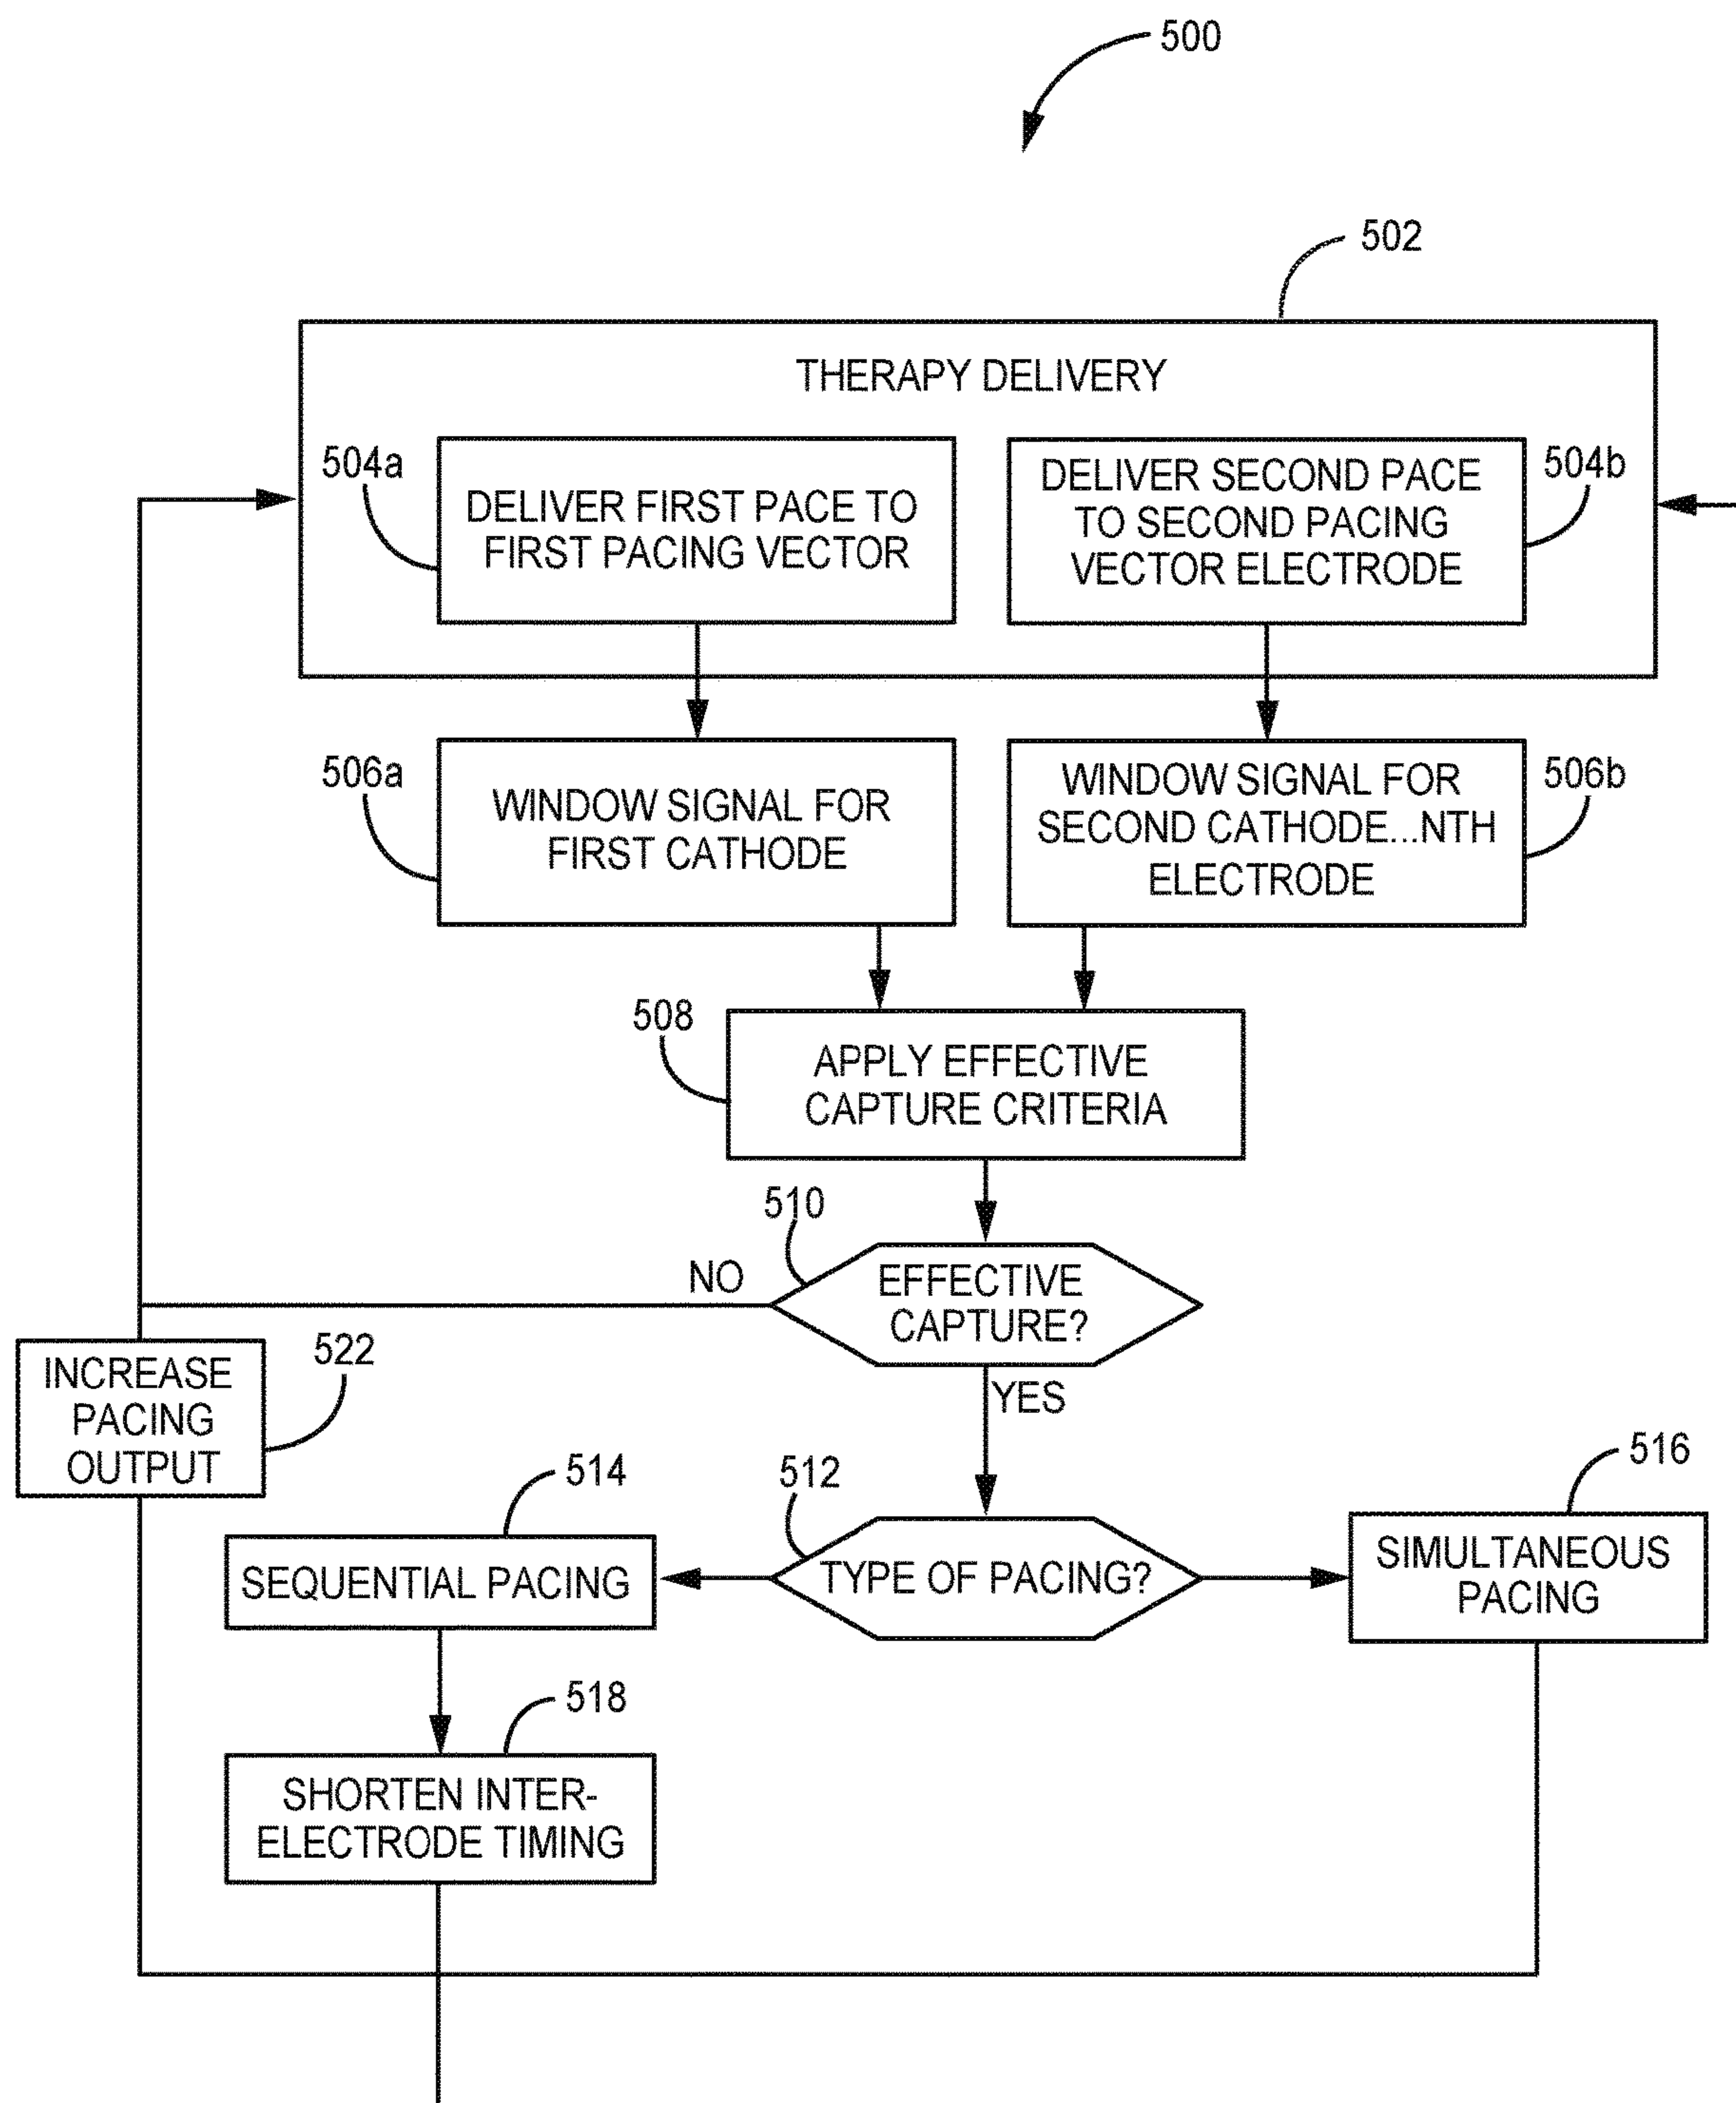 500
502
THERAPY DELIVERY
504a
DELIVER FIRST PACE TO
FIRST PACING VECTOR
DELIVER SECOND PACE
TO SECOND PACING
VECTOR ELECTRODE
504b
506a
WINDOW SIGNAL FOR
FIRST CATHODE
WINDOW SIGNAL FOR
SECOND CATHODE...NTH
ELECTRODE
506b
508
APPLY EFFECTIVE
CAPTURE CRITERIA
510
NO
EFFECTIVE
CAPTURE?
YES
INCREASE
PACING
OUTPUT
522
514
SEQUENTIAL PACING
512
TYPE OF PACING?
516
SIMULTANEOUS
PACING
518
SHORTEN INTER-
ELECTRODE TIMING